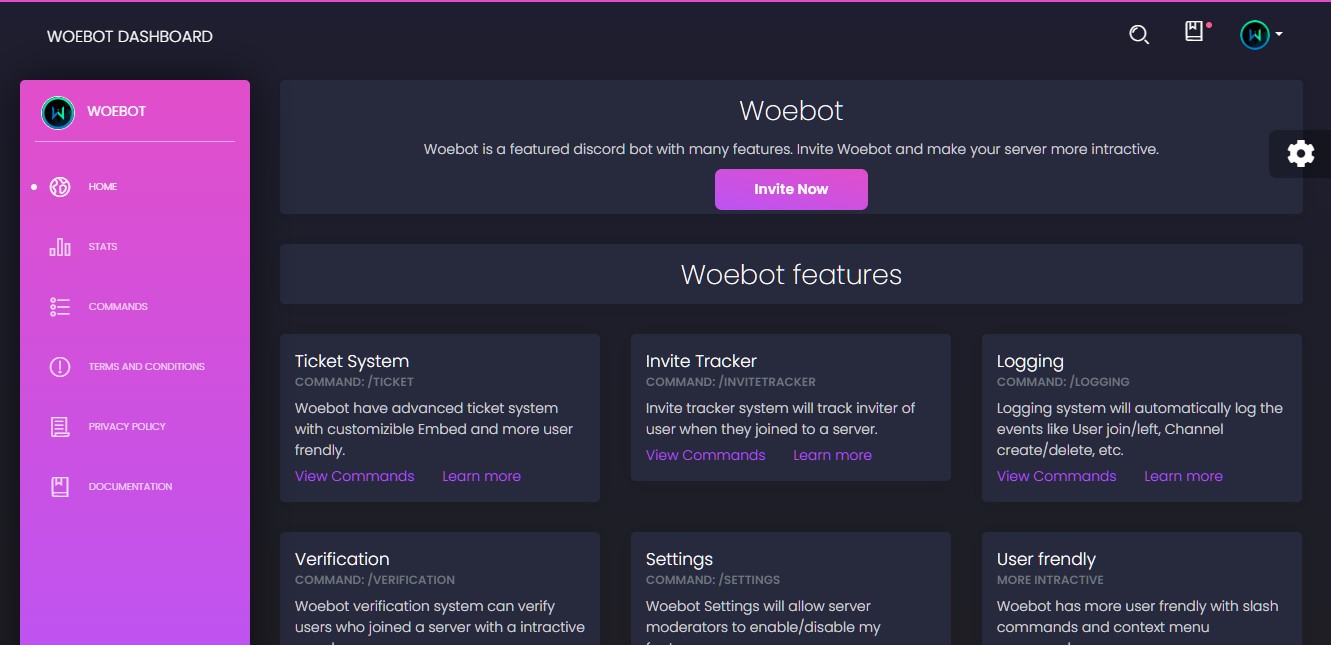 WOEBOT DASHBOARD
WOEBOT
HOME
STATS
COMMANDS
TERMS AND CONDITIONS
PRIVACY POLICY
DOCUMENTATION
Woebot
Woebot is a featured discord bot with many features. Invite Woebot and make your server more intractive.
Invite Now
Woebot features
Ticket System
COMMAND: /TICKET
Woebot have advanced ticket system
with customizible Embed and more user
frendly.
View Commands Learn more
Invite Tracker
COMMAND: /INVITETRACKER
Invite tracker system will track inviter of
user when they joined to a server.
View Commands Learn more
Logging
COMMAND: /LOGGING
Logging system will automatically log the
events like User join/left, Channel
create/delete, etc.
View Commands Learn more
Verification
COMMAND: /VERIFICATION
Woebot verification system can verify
users who joined a server with a intractive
Settings
COMMAND: /SETTINGS
Woebot Settings will allow server
moderators to enable/disable my
User frendly
MORE INTRACTIVE
Woebot has more user frendly with slash
commands and context menu